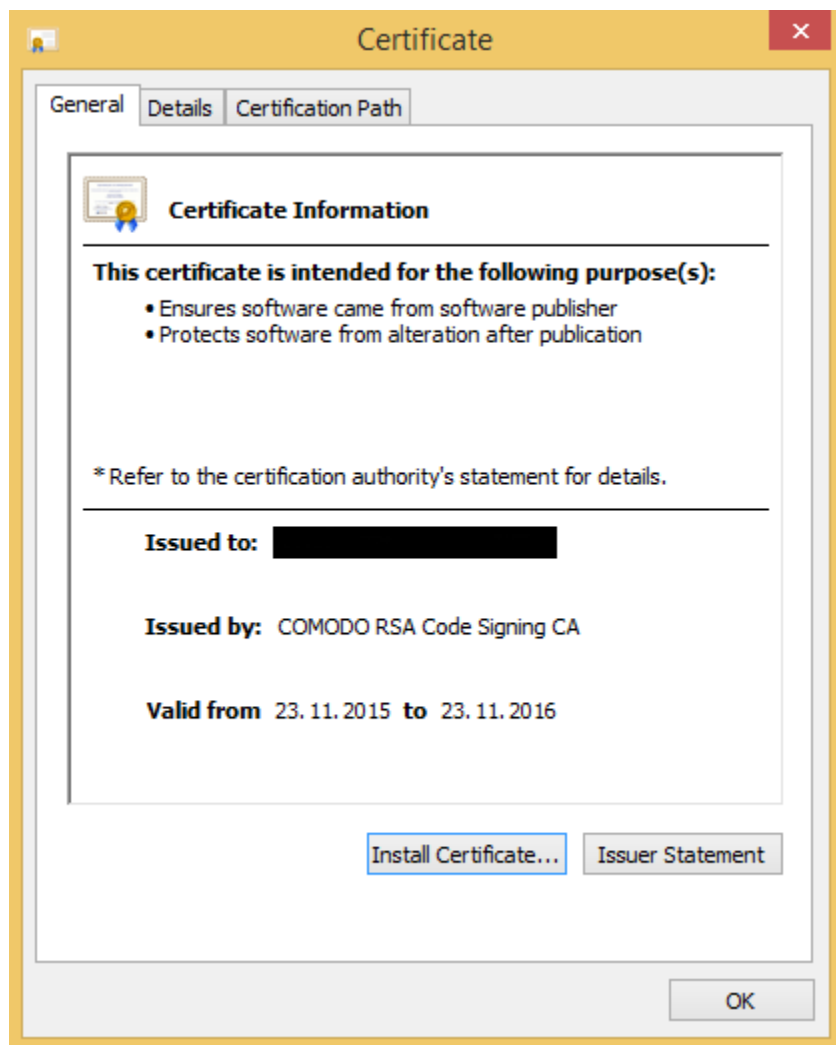 Certificate
General Details Certification Path
Certificate Information
This certificate is intended for the following purpose(s):
• Ensures software came from software publisher
• Protects software from alteration after publication
* Refer to the certification authority's statement for details.
Issued to:
Issued by: COMODO RSA Code Signing CA
Valid from 23. 11. 2015 to 23. 11. 2016
Install Certificate... Issuer Statement
OK